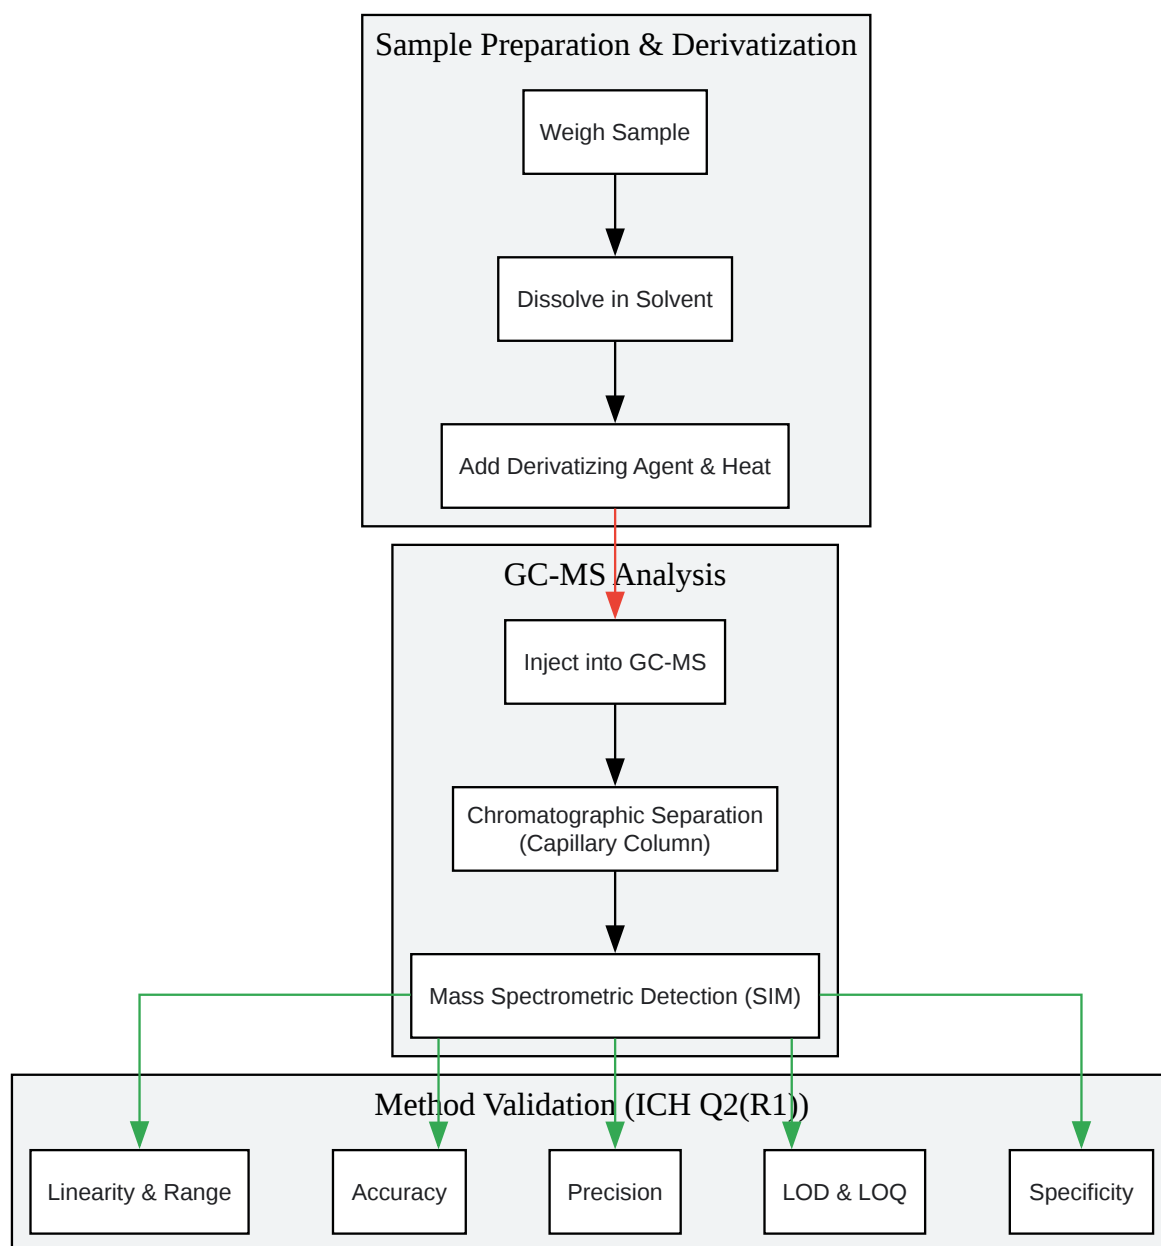 Sample Preparation & Derivatization
Weigh Sample
Dissolve in Solvent
Add Derivatizing Agent & Heat
GC-MS Analysis
Inject into GC-MS
Chromatographic Separation
(Capillary Column)
Mass Spectrometric Detection (SIM)
Method Validation (ICH Q2(R1))
Linearity & Range
Accuracy
Precision
LOD & LOQ
Specificity